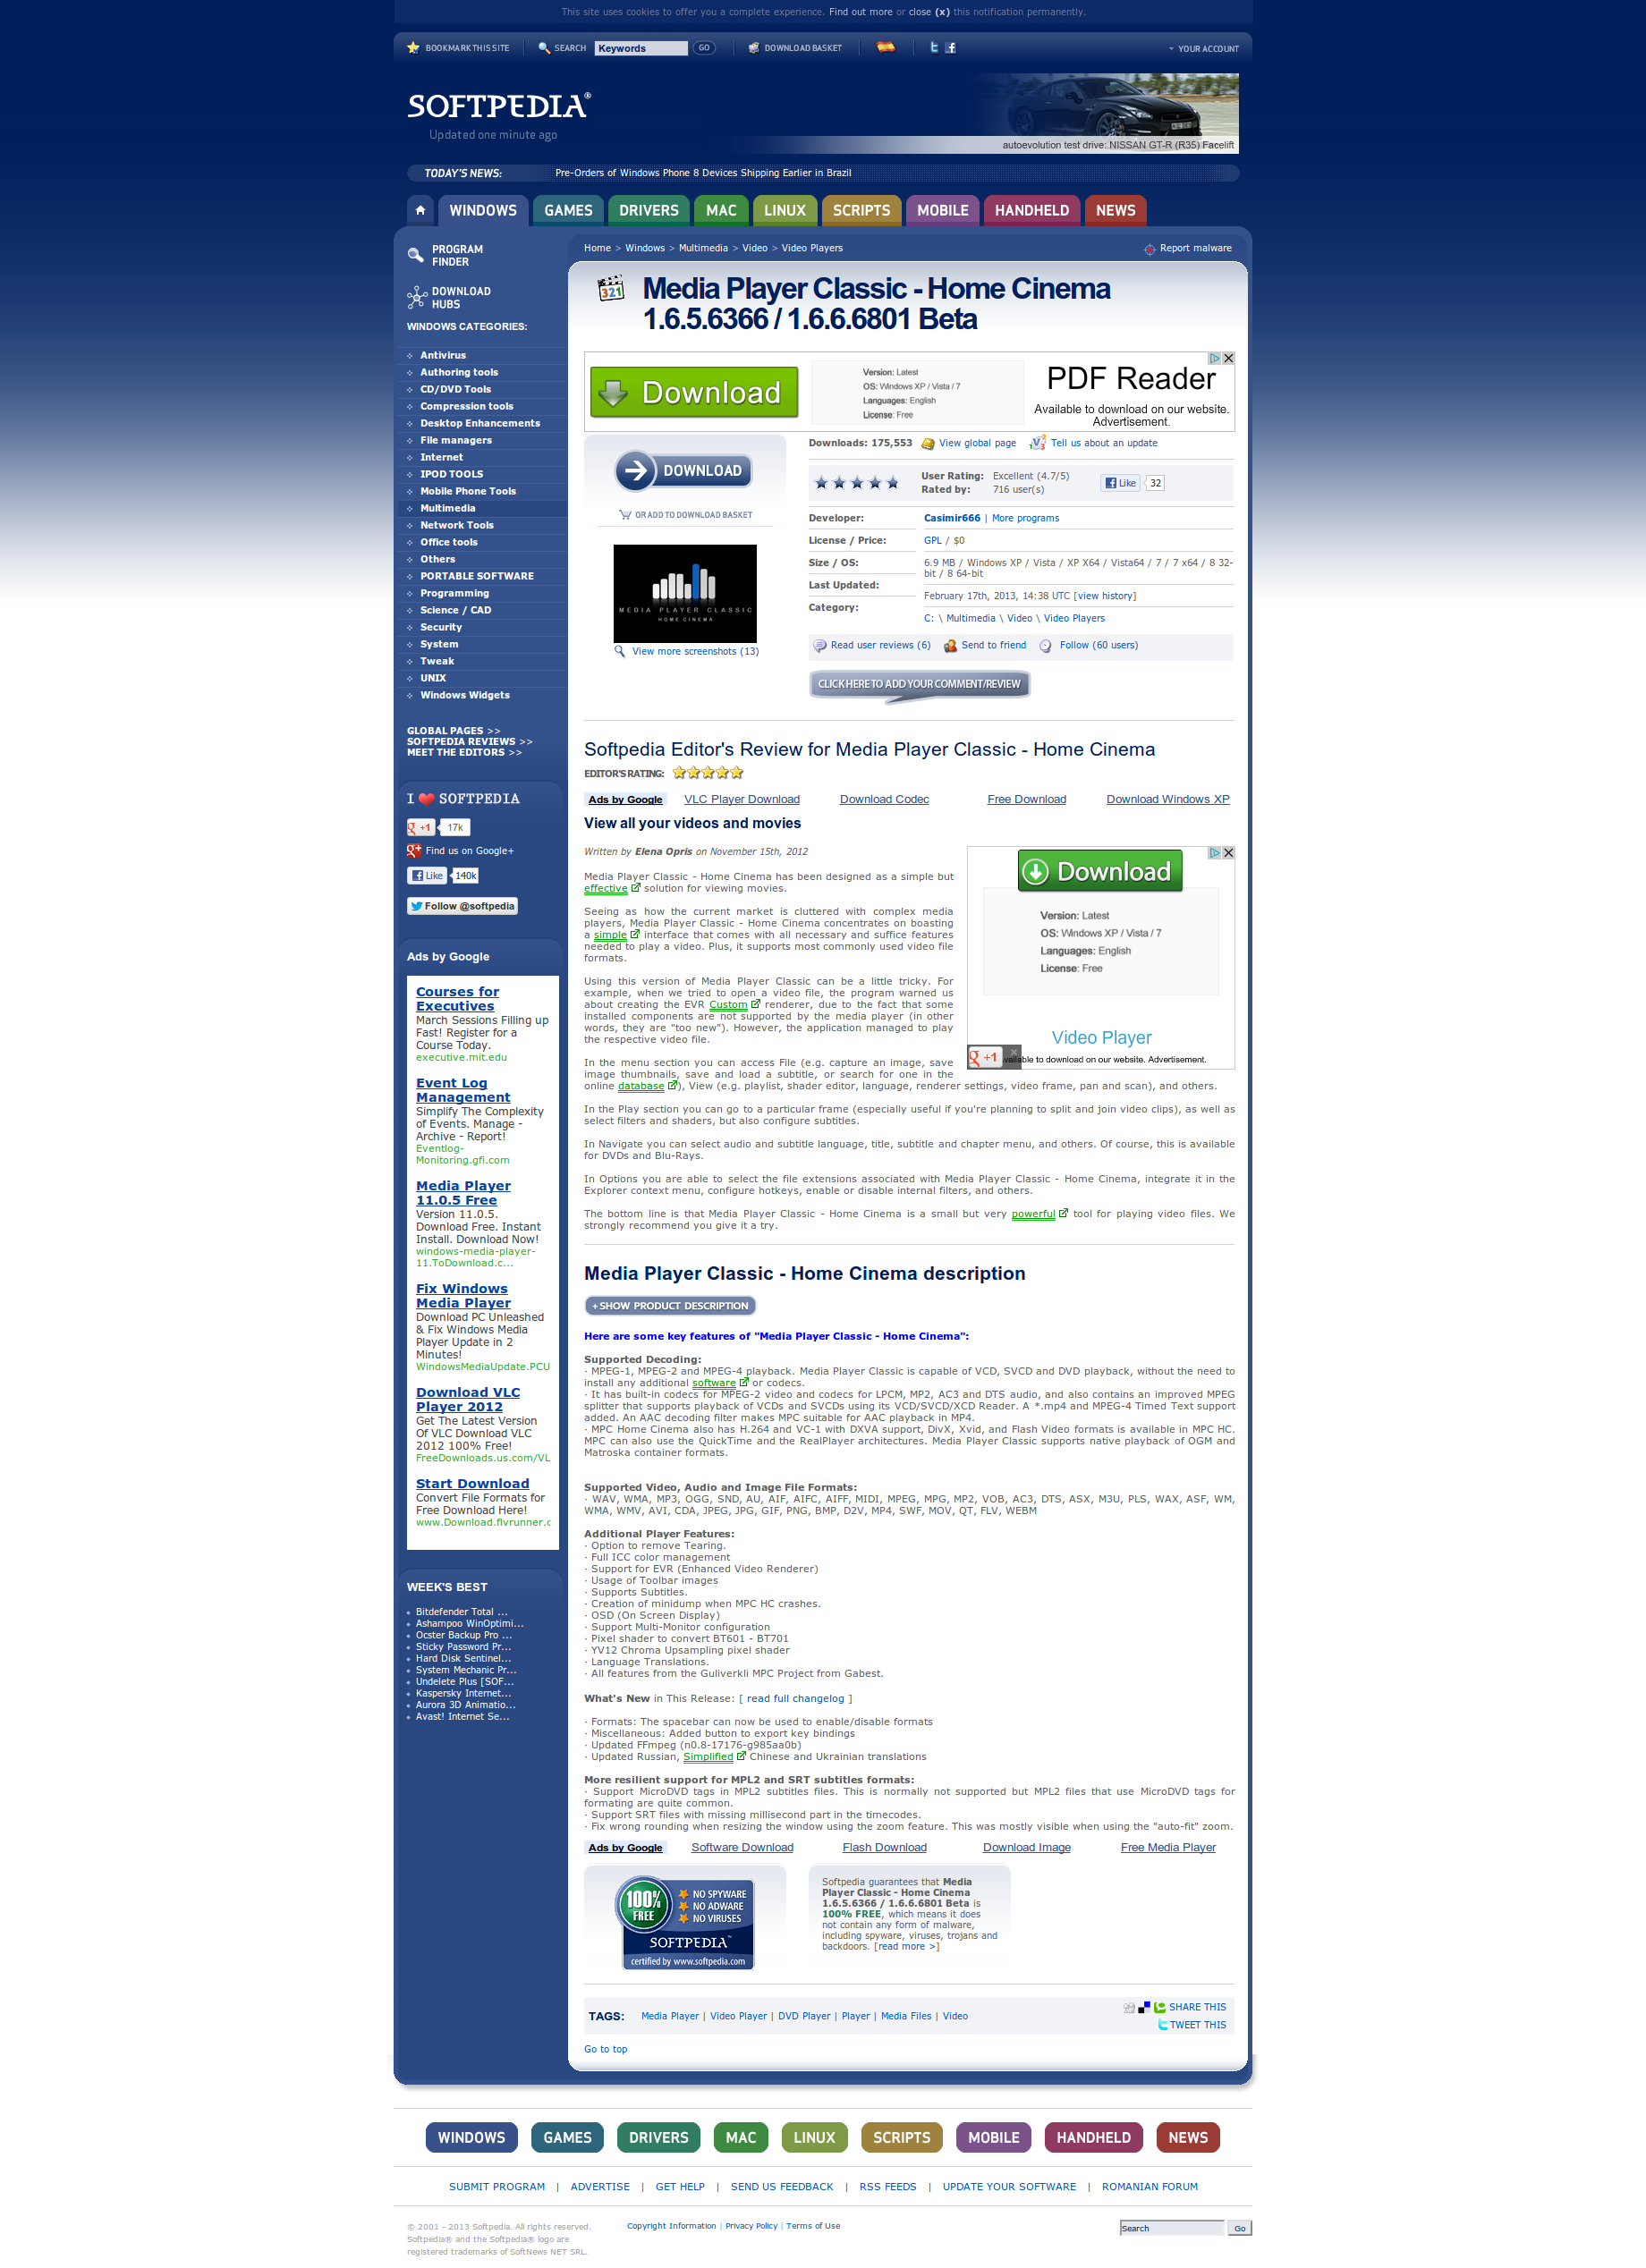 This site uses cookies to offer you a complete experience. Find out more or close (x) this notification permanently.
BOOKMARK THIS SITE
SEARCH
Keywords
GO
DOWNLOAD BASKET
YOUR ACCOUNT
SOFTPEDIA®
Updated one minute ago
autoevolution test drive: NISSAN GT-R (R35) Facelift
TODAY'S NEWS:
Pre-Orders of Windows Phone 8 Devices Shipping Earlier in Brazil
WINDOWS
GAMES
DRIVERS
MAC
LINUX
SCRIPTS
MOBILE
HANDHELD
NEWS
PROGRAM
FINDER
DOWNLOAD
HUBS
WINDOWS CATEGORIES:
Antivirus
Authoring tools
CD/DVD Tools
Compression tools
Desktop Enhancements
File managers
Internet
IPOD TOOLS
Mobile Phone Tools
Multimedia
Network Tools
Office tools
Others
PORTABLE SOFTWARE
Programming
Science / CAD
Security
System
Tweak
UNIX
Windows Widgets
GLOBAL PAGES >>
SOFTPEDIA REVIEWS >>
MEET THE EDITORS >>
I SOFTPEDIA
+1 17k
Find us on Google+
Like 140k
Follow @softpedia
Ads by Google
Courses for
Executives
March Sessions Filling up
Fast! Register for a
Course Today.
executive.mit.edu
Event Log
Management
Simplify The Complexity
of Events. Manage -
Archive - Report!
Eventlog-
Monitoring.gfi.com
Media Player
11.0.5 Free
Version 11.0.5.
Download Free. Instant
Install. Download Now!
windows-media-player-
11.ToDownload.c...
Fix Windows
Media Player
Download PC Unleashed
& Fix Windows Media
Player Update in 2
Minutes!
WindowsMediaUpdate.PCU
Download VLC
Player 2012
Get The Latest Version
Of VLC Download VLC
2012 100% Free!
FreeDownloads.us.com/VL
Start Download
Convert File Formats for
Free Download Here!
www.Download.flvrunner.c
WEEK'S BEST
Bitdefender Total ...
Ashampoo WinOptimi...
Ocster Backup Pro ...
Sticky Password Pr...
Hard Disk Sentinel...
System Mechanic Pr...
Undelete Plus [SOF...
Kaspersky Internet...
Aurora 3D Animatio...
Avast! Internet Se...
Home > Windows > Multimedia > Video > Video Players
Report malware
Media Player Classic - Home Cinema
1.6.5.6366 / 1.6.6.6801 Beta
Download
Version: Latest
OS: Windows XP / Vista / 7
Languages: English
License: Free
PDF Reader
Available to download on our website.
Advertisement.
DOWNLOAD
OR ADD TO DOWNLOAD BASKET
MEDIA PLAYER CLASSIC
HOME CINEMA
View more screenshots (13)
Downloads: 175,553 View global page Tell us about an update
User Rating: Excellent (4.7/5)
Rated by: 716 user(s)
Like 32
Developer: Casimir666 | More programs
License / Price: GPL / $0
Size / OS: 6.9 MB / Windows XP / Vista / XP X64 / Vista64 / 7 / 7 x64 / 8 32-
bit / 8 64-bit
Last Updated: February 17th, 2013, 14:38 UTC [view history]
Category: C: \ Multimedia \ Video \ Video Players
Read user reviews (6) Send to friend Follow (60 users)
CLICK HERE TO ADD YOUR COMMENT/REVIEW
Softpedia Editor's Review for Media Player Classic - Home Cinema
EDITOR'S RATING:
Ads by Google VLC Player Download Download Codec Free Download Download Windows XP
View all your videos and movies
Written by Elena Opris on November 15th, 2012
Media Player Classic - Home Cinema has been designed as a simple but
effective solution for viewing movies.
Seeing as how the current market is cluttered with complex media
players, Media Player Classic - Home Cinema concentrates on boasting
a simple interface that comes with all necessary and suffice features
needed to play a video. Plus, it supports most commonly used video file
formats.
Using this version of Media Player Classic can be a little tricky. For
example, when we tried to open a video file, the program warned us
about creating the EVR Custom renderer, due to the fact that some
installed components are not supported by the media player (in other
words, they are "too new"). However, the application managed to play
the respective video file.
In the menu section you can access File (e.g. capture an image, save
image thumbnails, save and load a subtitle, or search for one in the
online database), View (e.g. playlist, shader editor, language, renderer settings, video frame, pan and scan), and others.
Download
Version: Latest
OS: Windows XP / Vista / 7
Languages: English
License: Free
Video Player
+1
available to download on our website. Advertisement.
In the Play section you can go to a particular frame (especially useful if you're planning to split and join video clips), as well as
select filters and shaders, but also configure subtitles.
In Navigate you can select audio and subtitle language, title, subtitle and chapter menu, and others. Of course, this is available
for DVDs and Blu-Rays.
In Options you are able to select the file extensions associated with Media Player Classic - Home Cinema, integrate it in the
Explorer context menu, configure hotkeys, enable or disable internal filters, and others.
The bottom line is that Media Player Classic - Home Cinema is a small but very powerful tool for playing video files. We
strongly recommend you give it a try.
Media Player Classic - Home Cinema description
+ SHOW PRODUCT DESCRIPTION
Here are some key features of "Media Player Classic - Home Cinema":
Supported Decoding:
· MPEG-1, MPEG-2 and MPEG-4 playback. Media Player Classic is capable of VCD, SVCD and DVD playback, without the need to
install any additional software or codecs.
· It has built-in codecs for MPEG-2 video and codecs for LPCM, MP2, AC3 and DTS audio, and also contains an improved MPEG
splitter that supports playback of VCDs and SVCDs using its VCD/SVCD/XCD Reader. A *.mp4 and MPEG-4 Timed Text support
added. An AAC decoding filter makes MPC suitable for AAC playback in MP4.
· MPC Home Cinema also has H.264 and VC-1 with DXVA support, DivX, Xvid, and Flash Video formats is available in MPC HC.
MPC can also use the QuickTime and the RealPlayer architectures. Media Player Classic supports native playback of OGM and
Matroska container formats.
Supported Video, Audio and Image File Formats:
· WAV, WMA, MP3, OGG, SND, AU, AIF, AIFC, AIFF, MIDI, MPEG, MPG, MP2, VOB, AC3, DTS, ASX, M3U, PLS, WAX, ASF, WM,
WMA, WMV, AVI, CDA, JPEG, JPG, GIF, PNG, BMP, D2V, MP4, SWF, MOV, QT, FLV, WEBM
Additional Player Features:
· Option to remove Tearing.
· Full ICC color management
· Support for EVR (Enhanced Video Renderer)
· Usage of Toolbar images
· Supports Subtitles.
· Creation of minidump when MPC HC crashes.
· OSD (On Screen Display)
· Support Multi-Monitor configuration
· Pixel shader to convert BT601 - BT701
· YV12 Chroma Upsampling pixel shader
· Language Translations.
· All features from the Guliverkli MPC Project from Gabest.
What's New in This Release: [ read full changelog ]
· Formats: The spacebar can now be used to enable/disable formats
· Miscellaneous: Added button to export key bindings
· Updated FFmpeg (n0.8-17176-g985aa0b)
· Updated Russian, Simplified Chinese and Ukrainian translations
More resilient support for MPL2 and SRT subtitles formats:
· Support MicroDVD tags in MPL2 subtitles files. This is normally not supported but MPL2 files that use MicroDVD tags for
formating are quite common.
· Support SRT files with missing millisecond part in the timecodes.
· Fix wrong rounding when resizing the window using the zoom feature. This was mostly visible when using the "auto-fit" zoom.
Ads by Google Software Download Flash Download Download Image Free Media Player
100%
FREE
NO SPYWARE
NO ADWARE
NO VIRUSES
SOFTPEDIA™
certified by www.softpedia.com
Softpedia guarantees that Media
Player Classic - Home Cinema
1.6.5.6366 / 1.6.6.6801 Beta is
100% FREE, which means it does
not contain any form of malware,
including spyware, viruses, trojans and
backdoors. [read more >]
TAGS: Media Player | Video Player | DVD Player | Player | Media Files | Video
SHARE THIS
TWEET THIS
Go to top
WINDOWS
GAMES
DRIVERS
MAC
LINUX
SCRIPTS
MOBILE
HANDHELD
NEWS
SUBMIT PROGRAM | ADVERTISE | GET HELP | SEND US FEEDBACK | RSS FEEDS | UPDATE YOUR SOFTWARE | ROMANIAN FORUM
© 2001 - 2013 Softpedia. All rights reserved.
Softpedia® and the Softpedia® logo are
registered trademarks of SoftNews NET SRL.
Copyright Information | Privacy Policy | Terms of Use
Search
Go